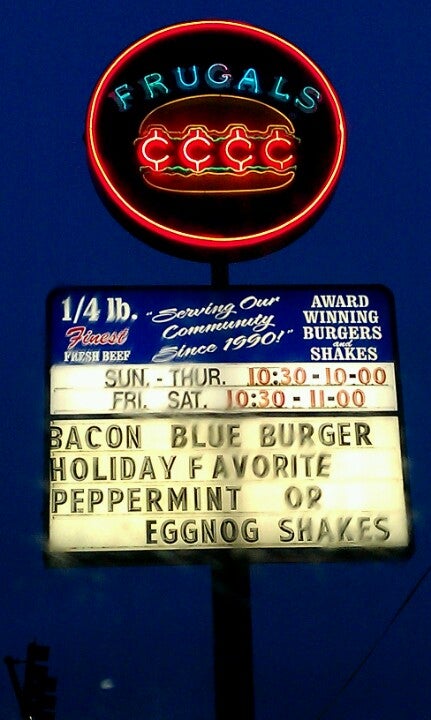 FRUGALS
¢¢¢¢
1/4 lb.
Finest
FRESH BEEF
"Serving Our
Community
Since 1990!"
AWARD
WINNING
BURGERS
and
SHAKES
SUN. - THUR. 10:30-10-00
FRI. SAT. 10:30-11-00
BACON BLUE BURGER
HOLIDAY FAVORITE
PEPPERMINT OR
EGGNOG SHAKES